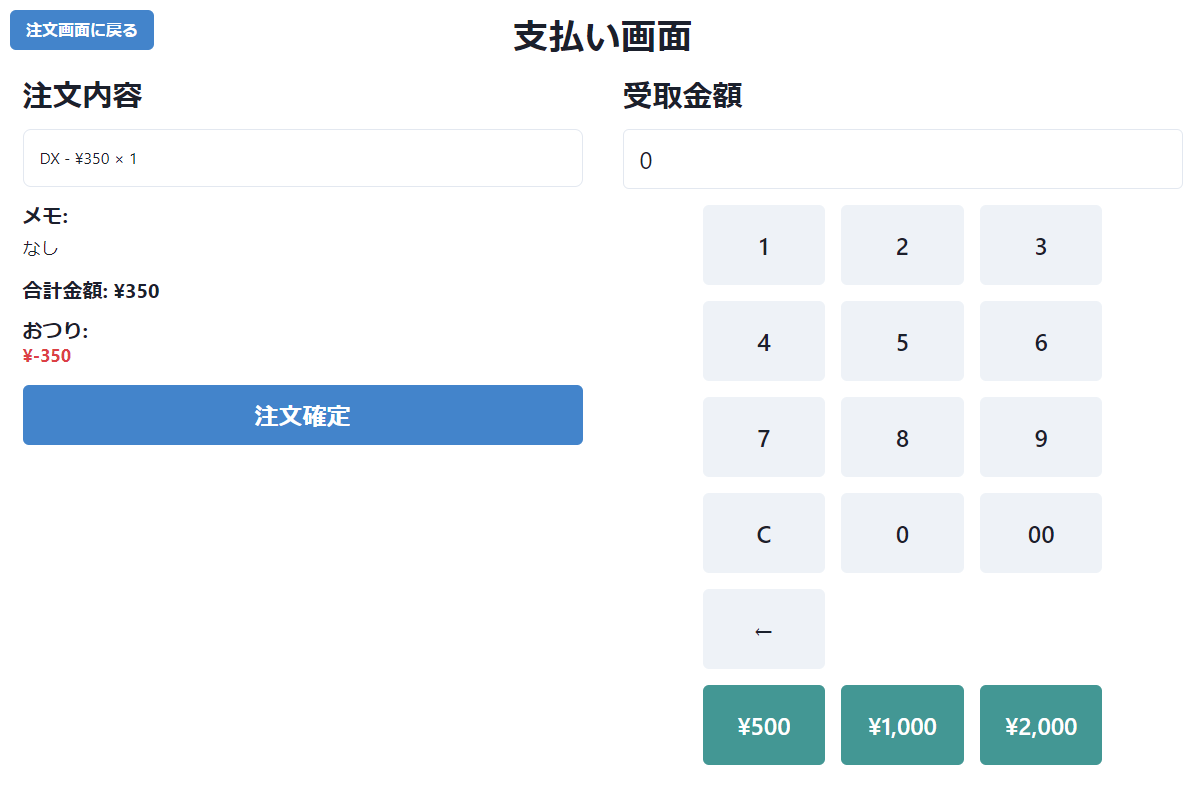 注文画面に戻る
支払い画面
注文内容
DX - ¥350 × 1
メモ:
なし
合計金額: ¥350
おつり:
¥-350
注文確定
受取金額
0
1 2 3
4 5 6
7 8 9
C 0 00
←
¥500 ¥1,000 ¥2,000